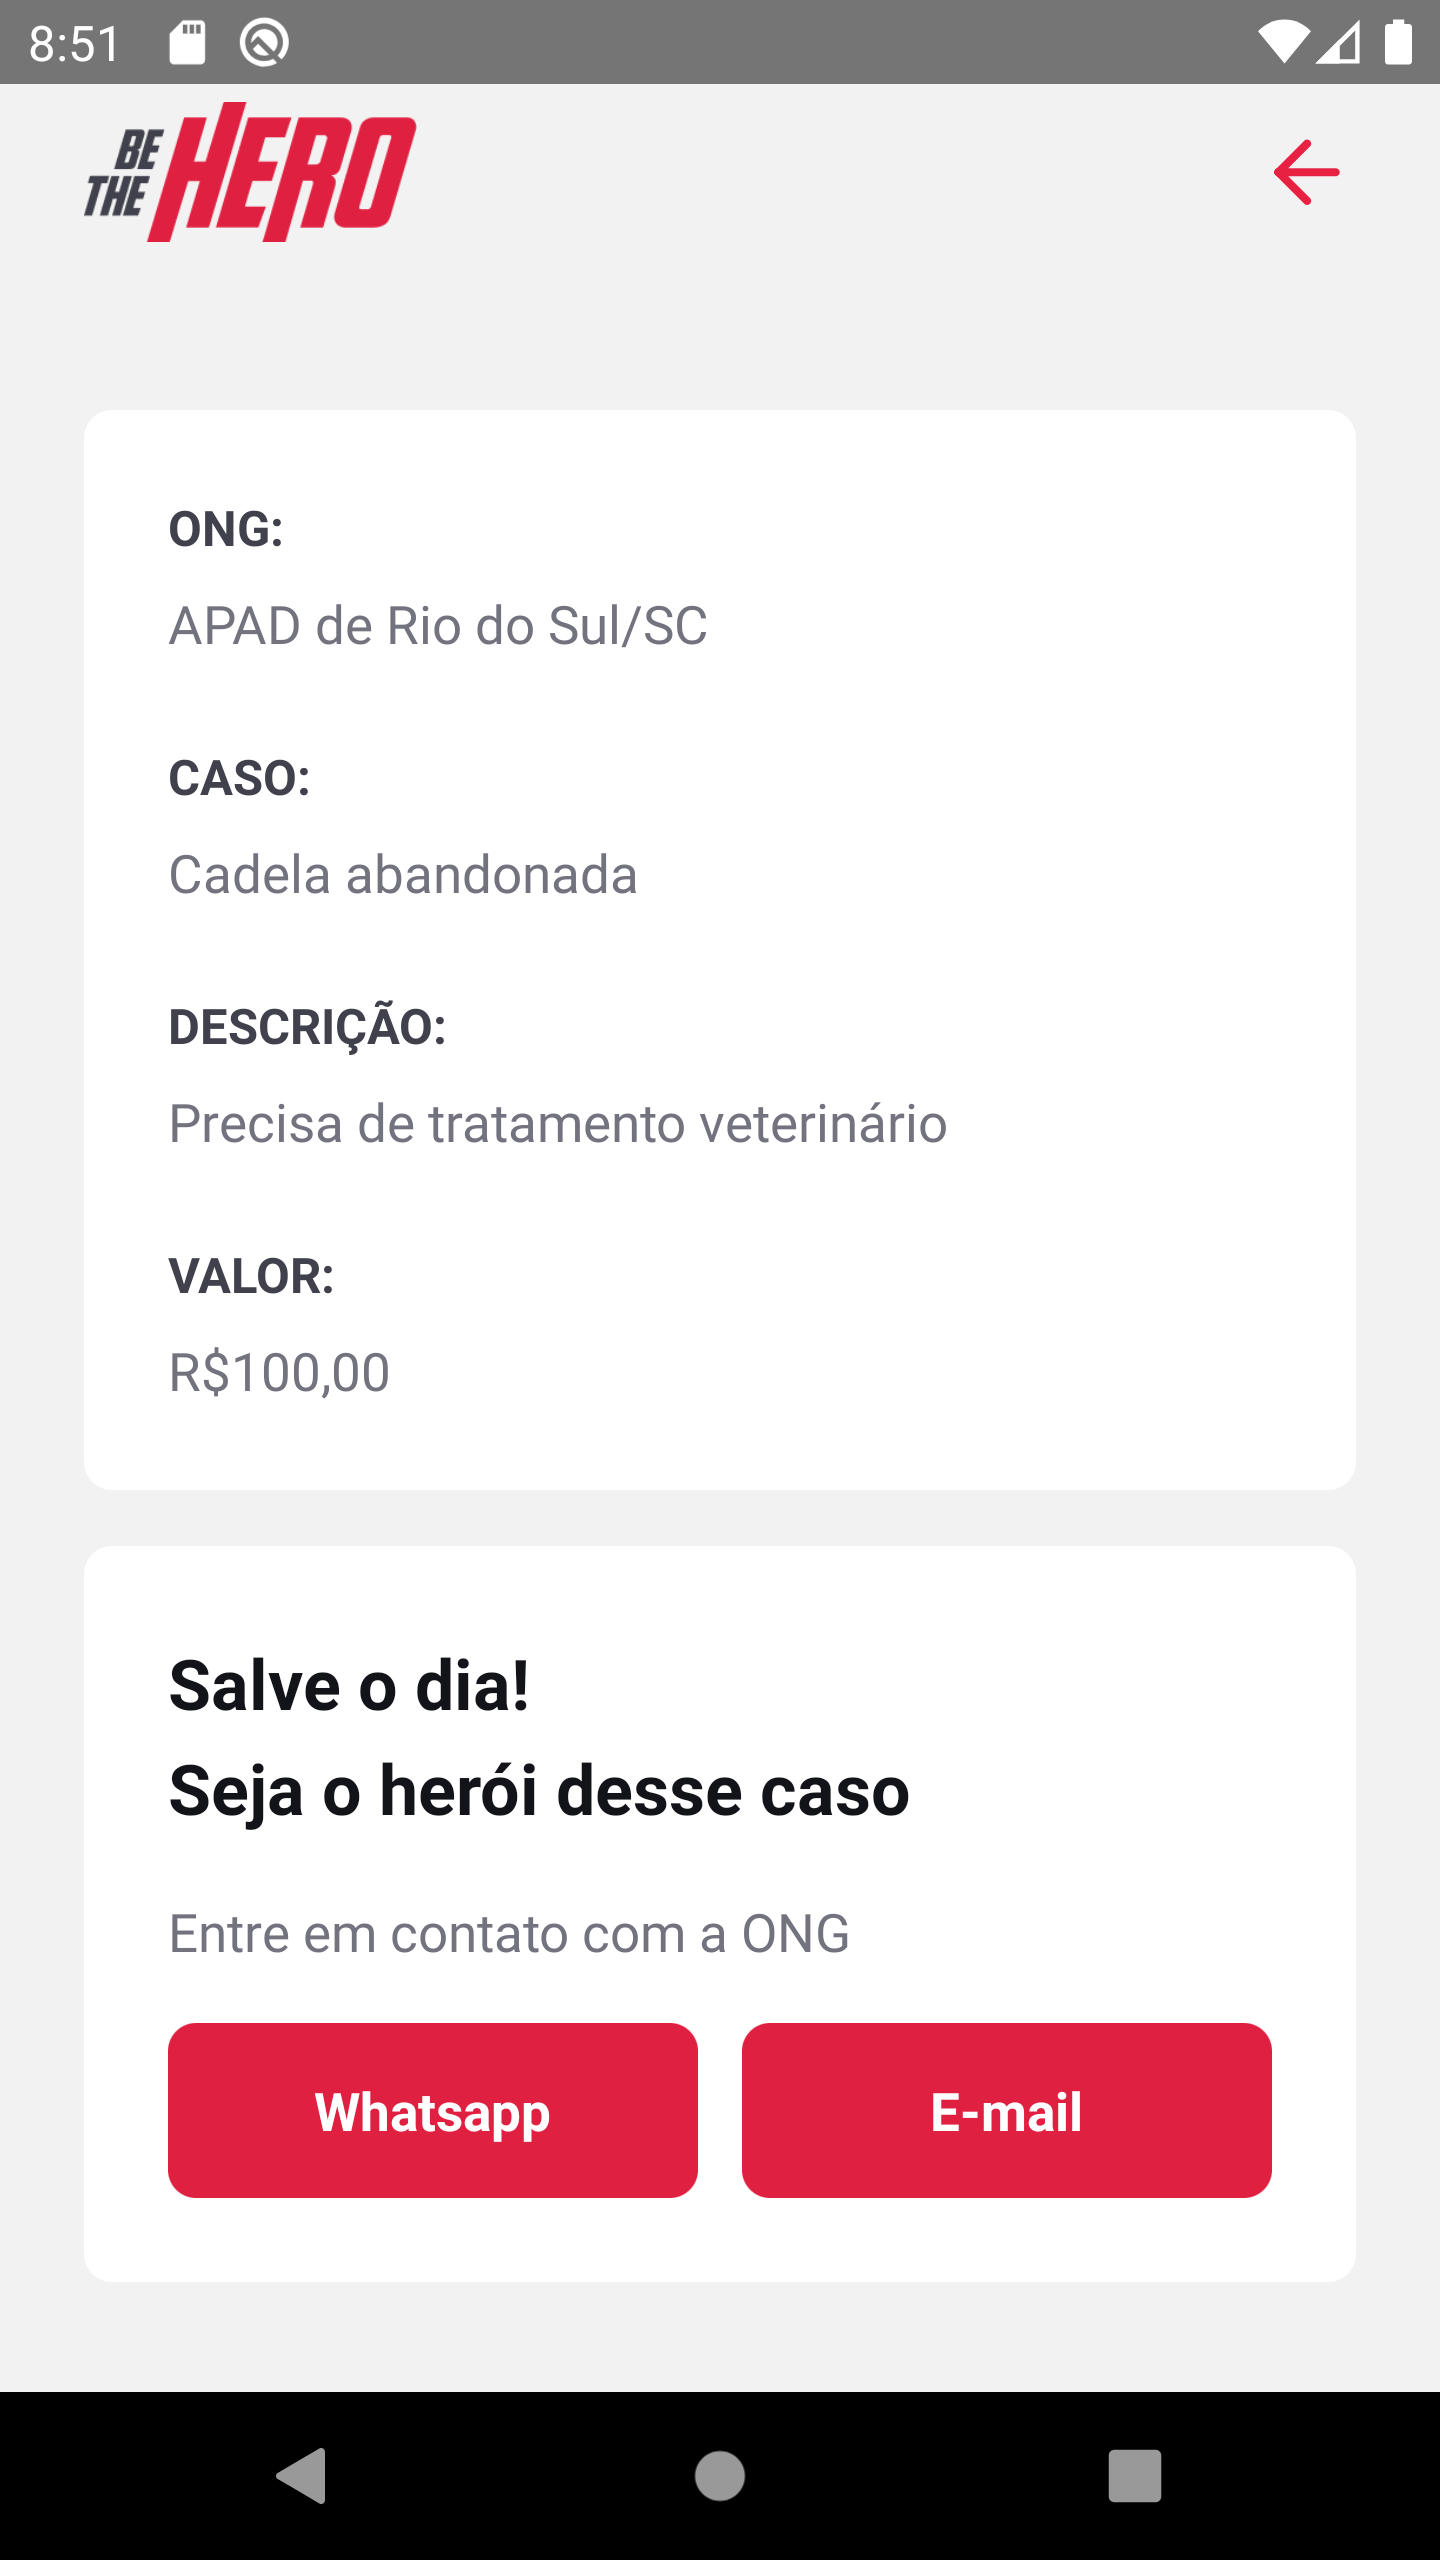 8:51
BE
THE
HERO
ONG:
APAD de Rio do Sul/SC
CASO:
Cadela abandonada
DESCRIÇÃO:
Precisa de tratamento veterinário
VALOR:
R$100,00
Salve o dia!
Seja o herói desse caso
Entre em contato com a ONG
Whatsapp
E-mail